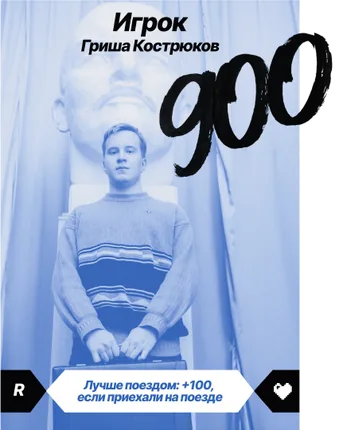 Игрок
Гриша Кострюков
900
R
Лучше поездом: +100,
если приехали на поезде